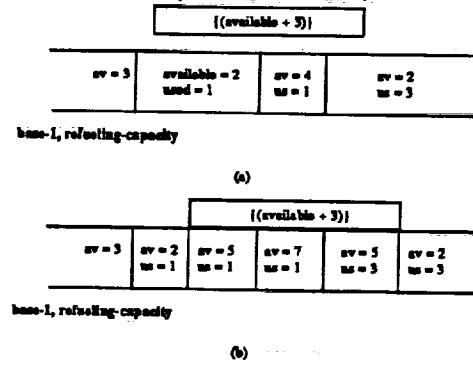 {(available + 3)}
av = 3
available = 2
used = 1
av = 4
us = 1
av = 2
us = 3
base-1, refueling-capacity
(a)
{(available + 3)}
av = 3
av = 2
us = 1
av = 5
us = 1
av = 7
us = 1
av = 5
us = 3
av = 2
us = 3
base-1, refueling-capacity
(b)